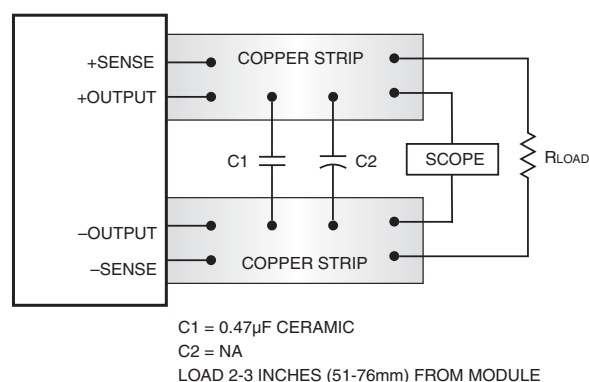 +SENSE
COPPER STRIP
+OUTPUT
C1
C2
SCOPE
RLOAD
–OUTPUT
–SENSE
COPPER STRIP
C1 = 0.47µF CERAMIC
C2 = NA
LOAD 2-3 INCHES (51-76mm) FROM MODULE